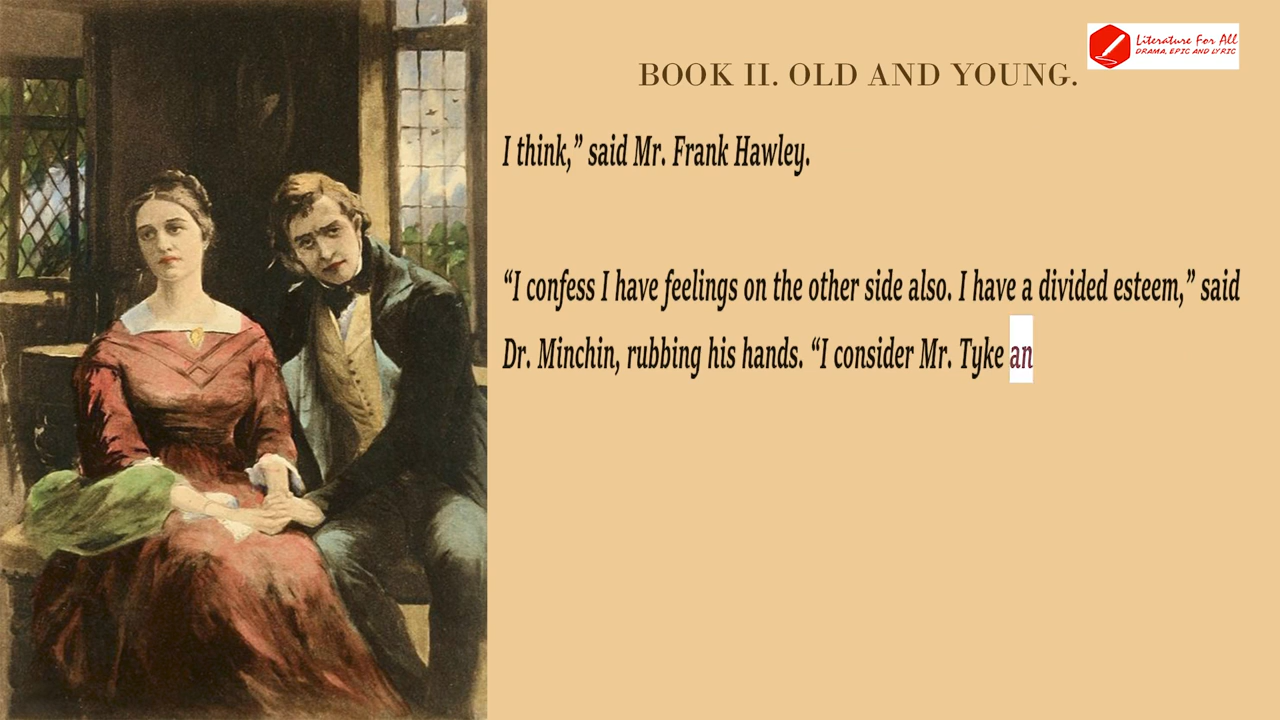 Literature For All
DRAMA, EPIC AND LYRIC
BOOK II. OLD AND YOUNG.
I think,” said Mr. Frank Hawley.
“I confess I have feelings on the other side also. I have a divided esteem,” said
Dr. Minchin, rubbing his hands. “I consider Mr. Tyke an